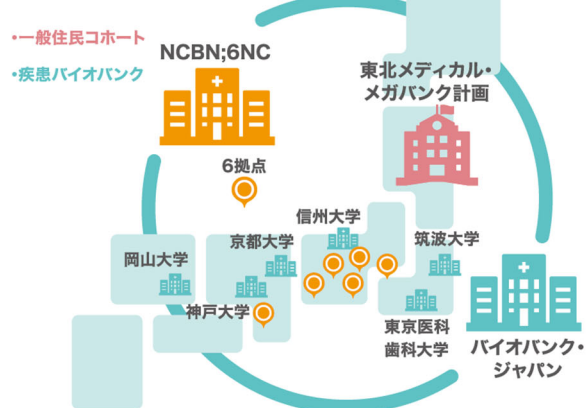 ・一般住民コホート
・疾患バイオバンク
NCBN;6NC
東北メディカル・
メガバンク計画
6拠点
信州大学
京都大学
筑波大学
岡山大学
神戸大学
東京医科
歯科大学
バイオバンク・
ジャパン